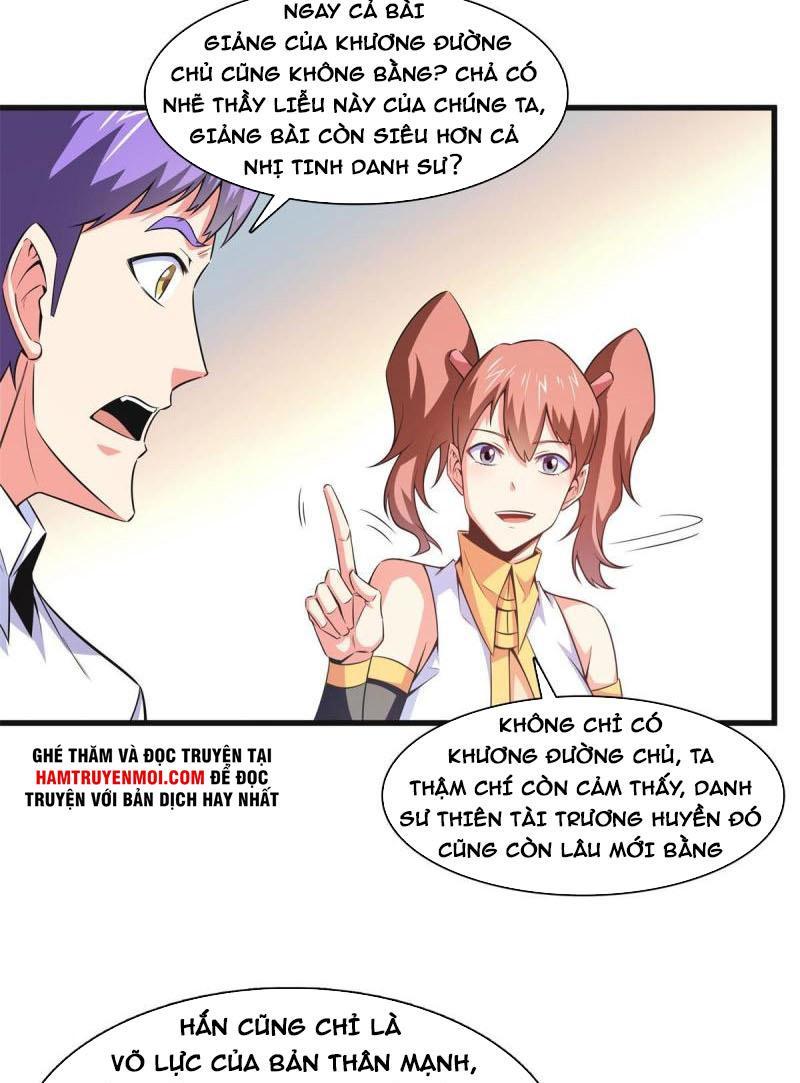 NGAY CẢ BÀI
GIẢNG CỦA KHƯƠNG ĐƯỜNG
CHỦ CŨNG KHÔNG BẰNG? CHẢ CÓ
NHẼ THẦY LIỄU NÀY CỦA CHÚNG TA,
GIẢNG BÀI CÒN SIÊU HƠN CẢ
NHỊ TINH DANH SƯ?
KHÔNG CHỈ CÓ
KHƯƠNG ĐƯỜNG CHỦ, TA
THẬM CHÍ CÒN CẢM THẤY, DANH
SƯ THIÊN TÀI TRƯƠNG HUYỀN ĐÓ
CŨNG CÒN LÂU MỚI BẰNG
GHÉ THĂM VÀ ĐỌC TRUYỆN TẠI
HAMTRUYENMOI.COM ĐỂ ĐỌC
TRUYỆN VỚI BẢN DỊCH HAY NHẤT
HẮN CŨNG CHỈ LÀ
VÕ LỰC CỦA BẢN THÂN MẠNH,